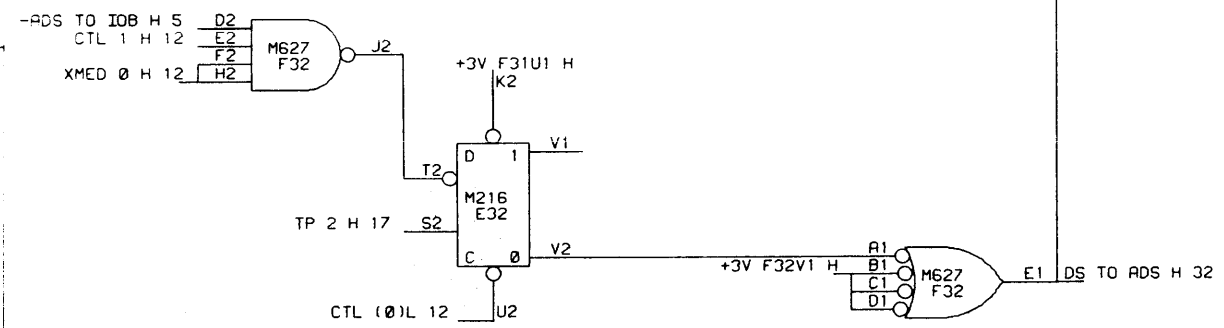 -ADS TO IOB H 5 D2
CTL 1 H 12 E2
F2
XMED 0 H 12 H2
M627
F32
J2
+3V F31U1 H
K2
D 1 V1
T2
M216
E32
TP 2 H 17 S2
C 0 V2
CTL (0)L 12 U2
A1
+3V F32V1 H B1
C1
D1
M627
F32
E1 DS TO ADS H 32